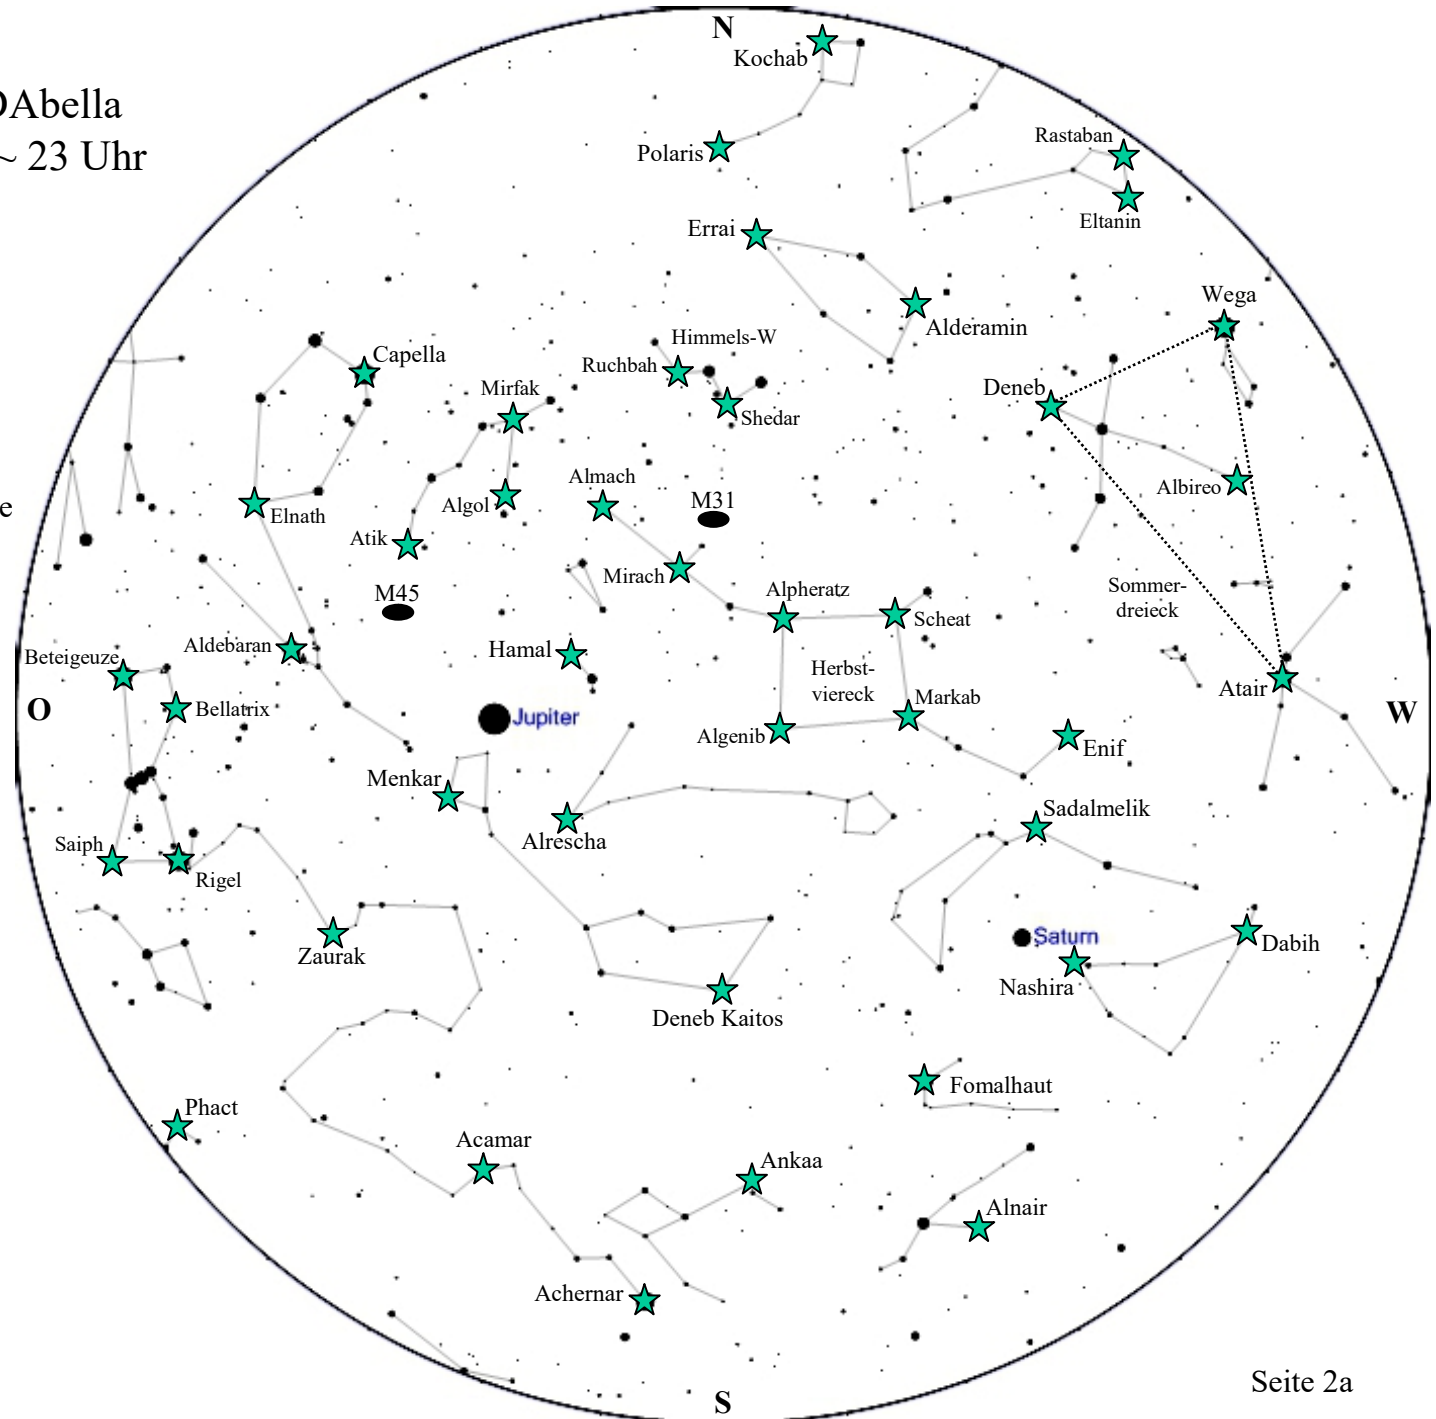 N
Kochab
DAbella
~ 23 Uhr
Rastaban
Polaris
Eltanin
Errai
Wega
Alderamin
Himmels-W
Capella
Ruchbah
Mirfak
Deneb
Shedar
Almach
Albireo
M31
Algol
e
Elnath
Atik
Mirach
Sommer-
dreieck
M45
Alpheratz
Scheat
Aldebaran
Hamal
Beteigeuze
Herbst-
viereck
Atair
Markab
O
Bellatrix
W
Jupiter
Algenib
Enif
Menkar
Sadalmelik
Alrescha
Saiph
Rigel
Saturn
Dabih
Zaurak
Nashira
Deneb Kaitos
Fomalhaut
Phact
Acamar
Ankaa
Alnair
Achernar
Seite 2a
S